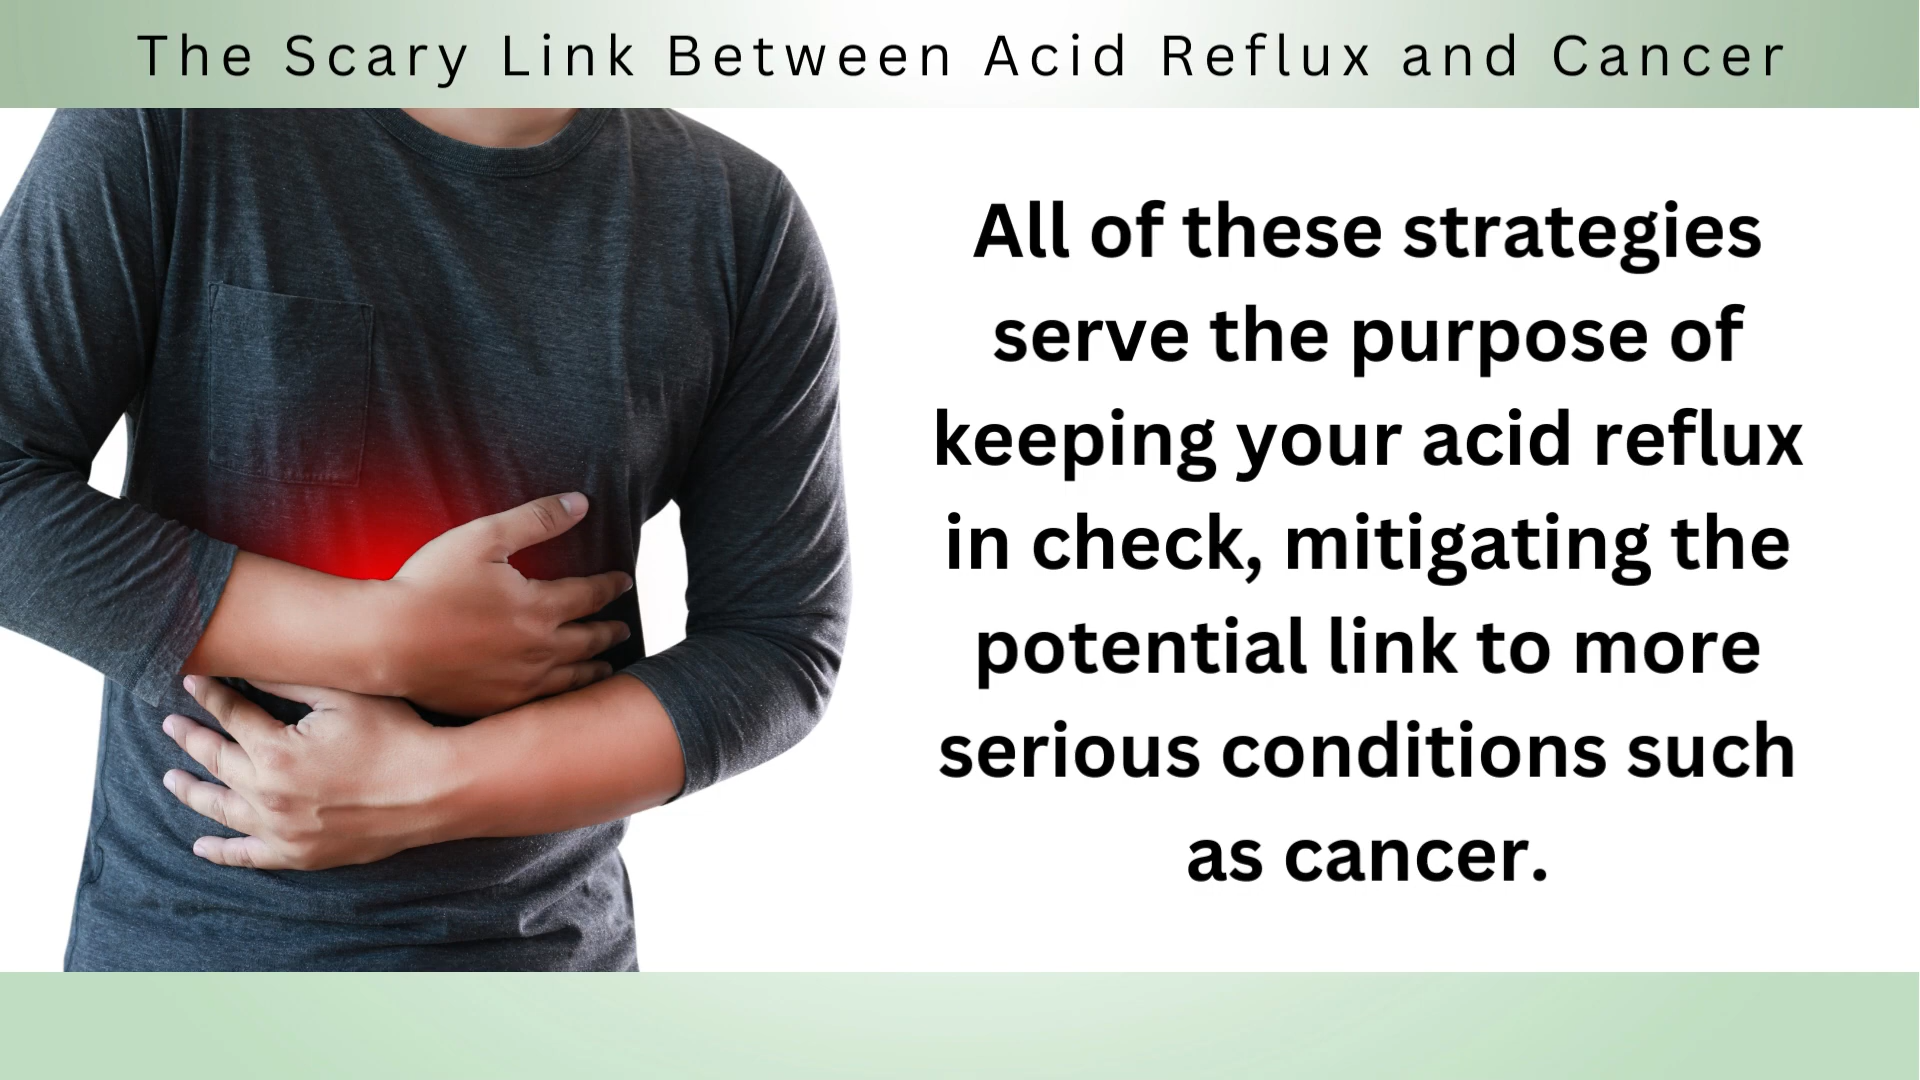 The Scary Link Between Acid Reflux and Cancer
All of these strategies
serve the purpose of
keeping your acid reflux
in check, mitigating the
potential link to more
serious conditions such
as cancer.